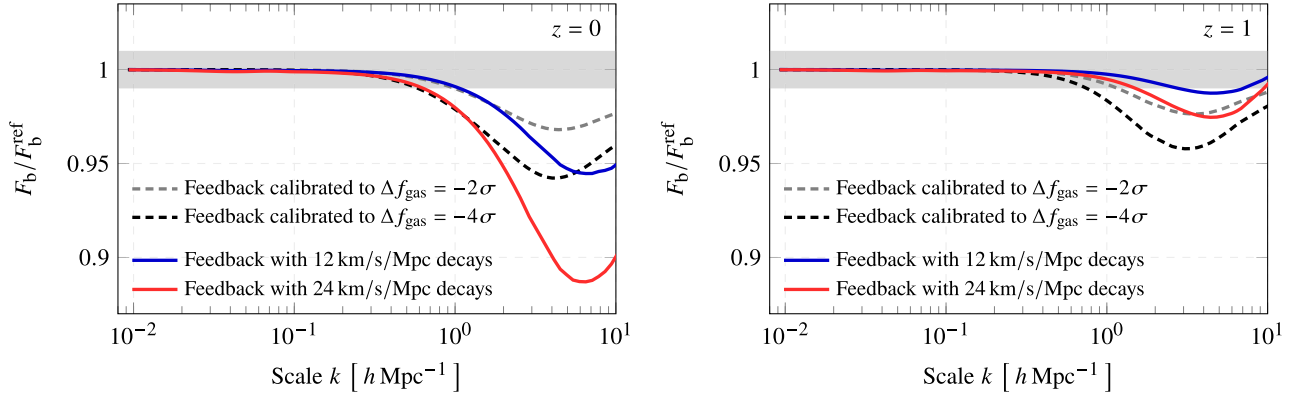 z = 0
1
0.95
0.9
F_b/F_b^ref
Feedback calibrated to Δf_gas = −2σ
Feedback calibrated to Δf_gas = −4σ
Feedback with 12 km/s/Mpc decays
Feedback with 24 km/s/Mpc decays
10^−2 10^−1 10^0 10^1
Scale k [ h Mpc^−1 ]
z = 1
1
0.95
0.9
F_b/F_b^ref
Feedback calibrated to Δf_gas = −2σ
Feedback calibrated to Δf_gas = −4σ
Feedback with 12 km/s/Mpc decays
Feedback with 24 km/s/Mpc decays
10^−2 10^−1 10^0 10^1
Scale k [ h Mpc^−1 ]